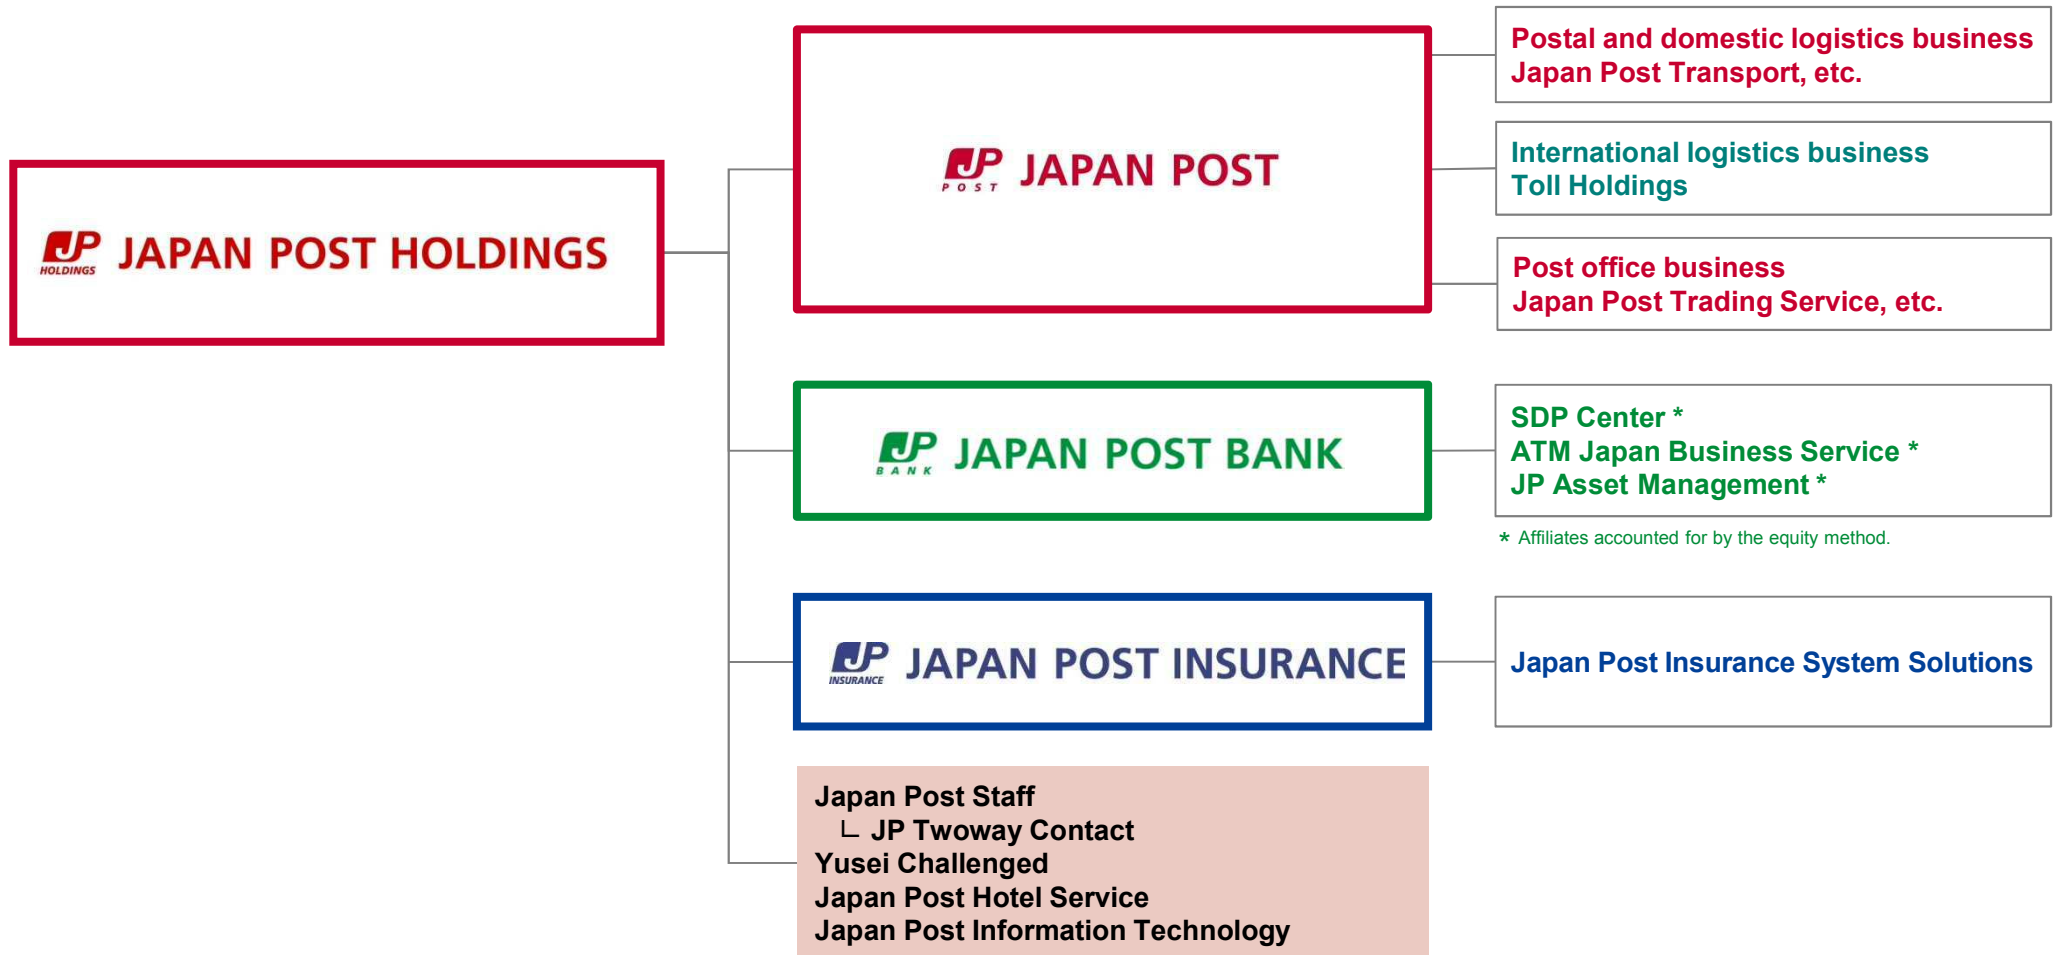 JP HOLDINGS JAPAN POST HOLDINGS
JP POST JAPAN POST
Postal and domestic logistics business
Japan Post Transport, etc.
International logistics business
Toll Holdings
Post office business
Japan Post Trading Service, etc.
JP BANK JAPAN POST BANK
SDP Center *
ATM Japan Business Service *
JP Asset Management *
* Affiliates accounted for by the equity method.
JP INSURANCE JAPAN POST INSURANCE
Japan Post Insurance System Solutions
Japan Post Staff
∟ JP Twoway Contact
Yusei Challenged
Japan Post Hotel Service
Japan Post Information Technology